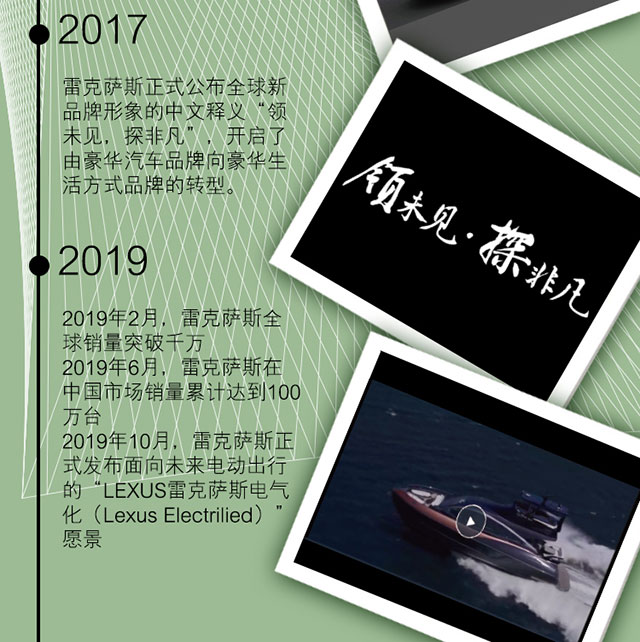 2017
雷克萨斯正式公布全球新
品牌形象的中文释义“领
未见，探非凡”，开启了
由豪华汽车品牌向豪华生
活方式品牌的转型。
领未见·探非凡
2019
2019年2月，雷克萨斯全
球销量突破千万
2019年6月，雷克萨斯在
中国市场销量累计达到100
万台
2019年10月，雷克萨斯正
式发布面向未来电动出行
的“LEXUS雷克萨斯电气
化（Lexus Electrilied）”
愿景